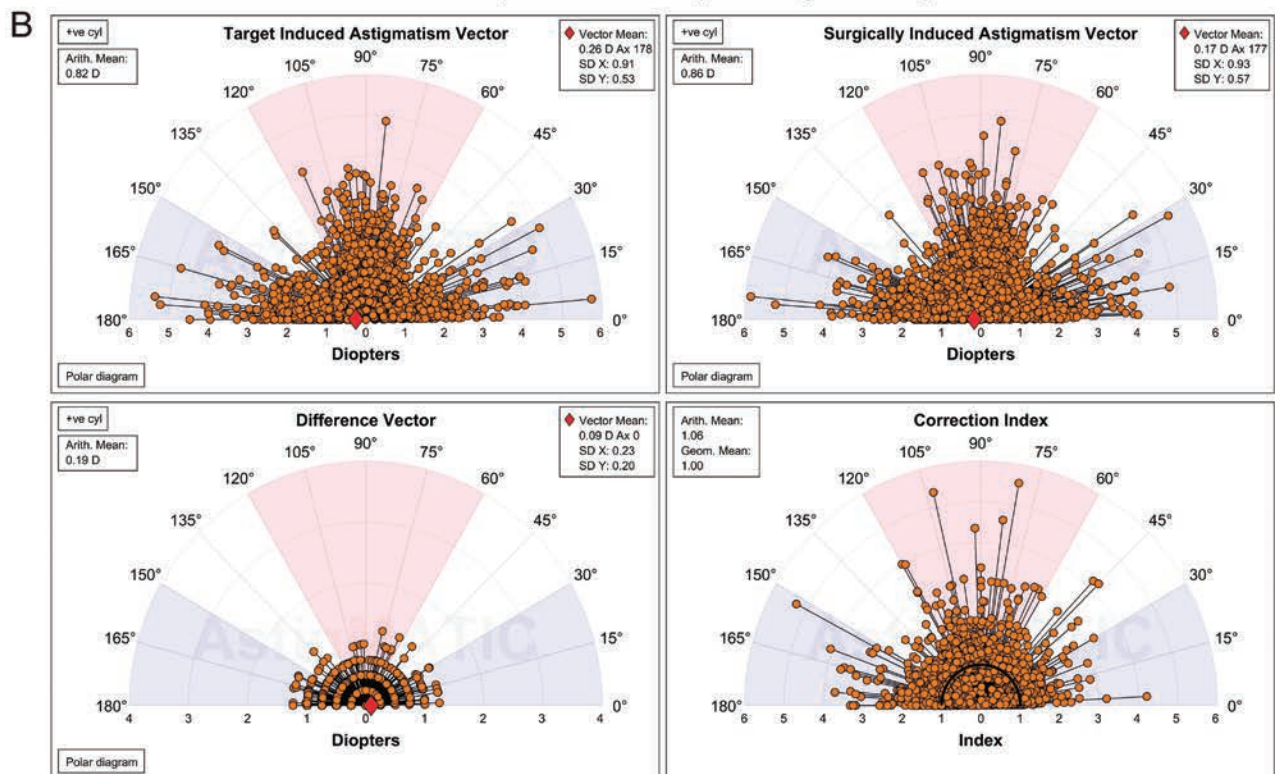 B
+ve cyl
Target Induced Astigmatism Vector
Arith. Mean:
0.82 D
Vector Mean:
0.26 D Ax 178
SD X: 0.91
SD Y: 0.53
90°
105°
75°
120°
60°
135°
45°
150°
30°
165°
15°
180°
0°
6 5 4 3 2 1 0 1 2 3 4 5 6
Diopters
Polar diagram
+ve cyl
Surgically Induced Astigmatism Vector
Arith. Mean:
0.86 D
Vector Mean:
0.17 D Ax 177
SD X: 0.93
SD Y: 0.57
90°
105°
75°
120°
60°
135°
45°
150°
30°
165°
15°
180°
0°
6 5 4 3 2 1 0 1 2 3 4 5 6
Diopters
Polar diagram
+ve cyl
Difference Vector
Arith. Mean:
0.19 D
Vector Mean:
0.09 D Ax 0
SD X: 0.23
SD Y: 0.20
90°
105°
75°
120°
60°
135°
45°
150°
30°
165°
15°
180°
0°
4 3 2 1 0 1 2 3 4
Diopters
Polar diagram
Correction Index
Arith. Mean:
1.06
Geom. Mean:
1.00
90°
105°
75°
120°
60°
135°
45°
150°
30°
165°
15°
180°
0°
6 5 4 3 2 1 0 1 2 3 4 5 6
Index